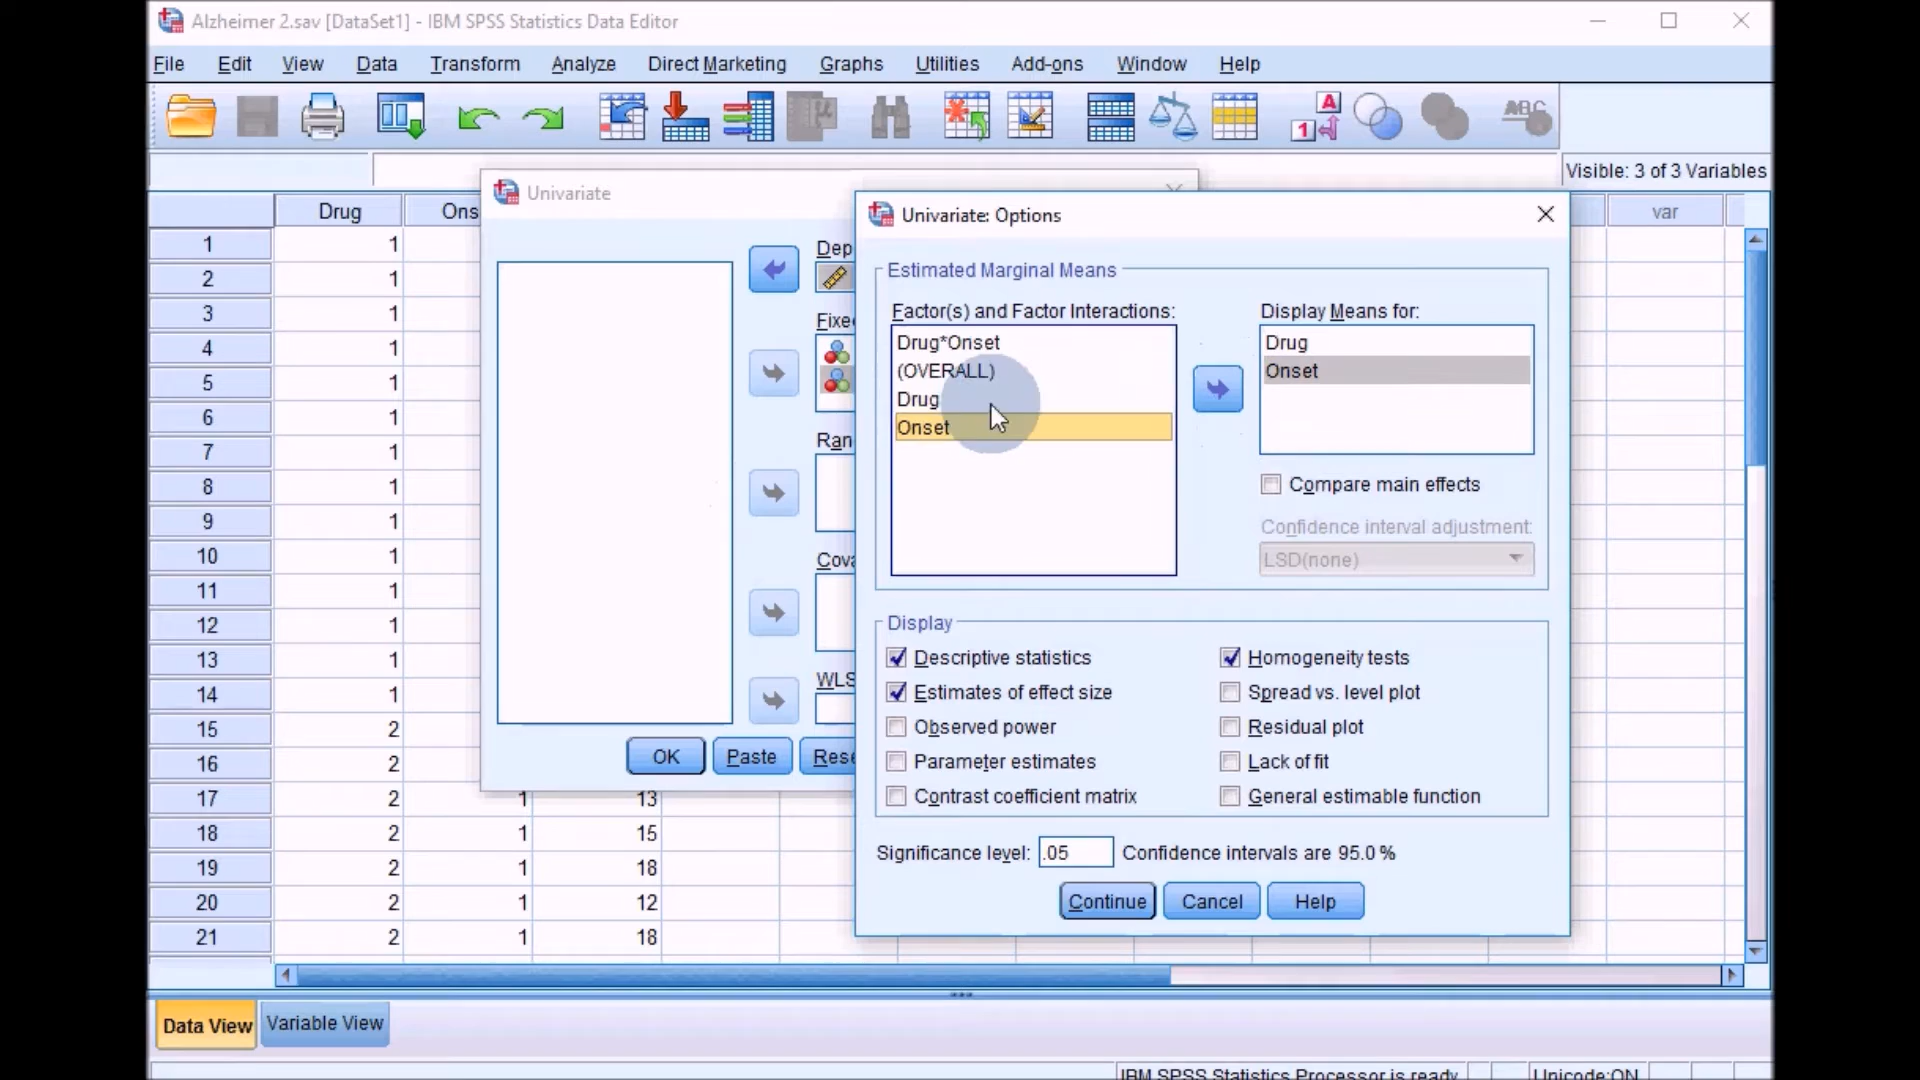 Alzheimer 2.sav [DataSet1] - IBM SPSS Statistics Data Editor
File Edit View Data Transform Analyze Direct Marketing Graphs Utilities Add-ons Window Help
1 A ABC
Visible: 3 of 3 Variables
Drug Ons var
Univariate
Univariate: Options
Dep
Fixe
Ran
Cova
WLS
OK Paste Rese
Estimated Marginal Means
Factor(s) and Factor Interactions:
Drug*Onset
(OVERALL)
Drug
Onset
Display Means for:
Drug
Onset
Compare main effects
Confidence interval adjustment:
LSD(none)
Display
Descriptive statistics Homogeneity tests
Estimates of effect size Spread vs. level plot
Observed power Residual plot
Parameter estimates Lack of fit
Contrast coefficient matrix General estimable function
Significance level: .05 Confidence intervals are 95.0 %
Continue Cancel Help
1 1
2 1
3 1
4 1
5 1
6 1
7 1
8 1
9 1
10 1
11 1
12 1
13 1
14 1
15 2
16 2
17 2 1 13
18 2 1 15
19 2 1 18
20 2 1 12
21 2 1 18
Data View Variable View
IBM SPSS Statistics Processor is ready Unicode:ON